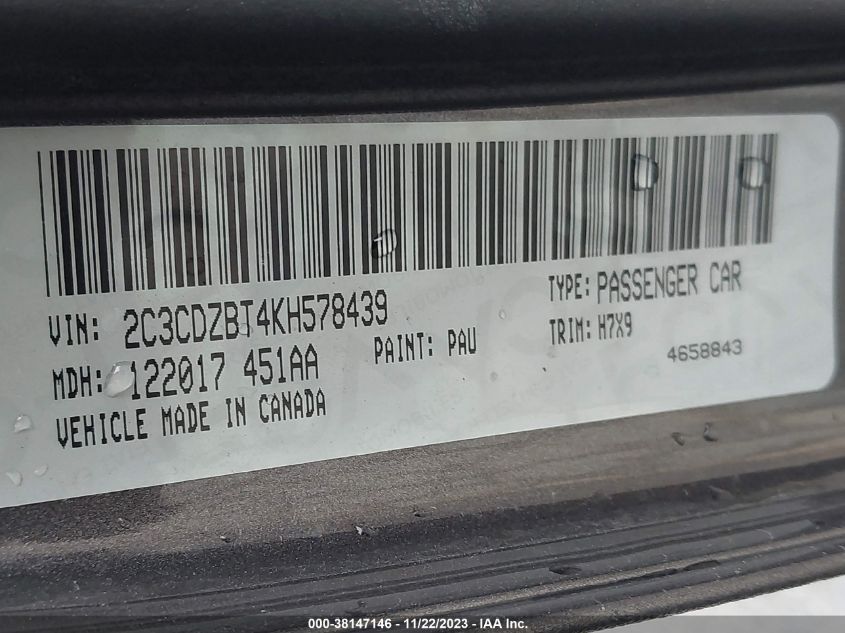 VIN: 2C3CDZBT4KH578439
TYPE: PASSENGER CAR
MDH: 122017 451AA
PAINT: PAU
TRIM: H7X9
VEHICLE MADE IN CANADA
4658843
000-38147146 - 11/22/2023 - IAA Inc.